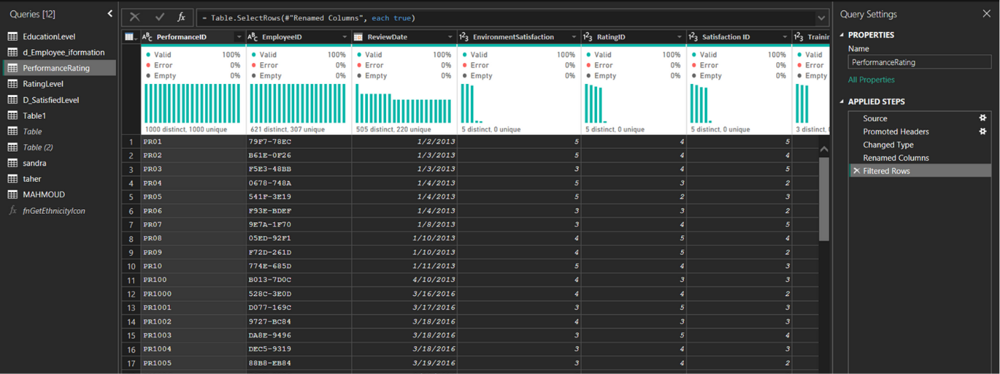 Queries [12]
EducationLevel
d_Employee_iformation
PerformanceRating
RatingLevel
D_SatisfiedLevel
Table1
Table
Table (2)
sandra
taher
MAHMOUD
fx fnGetEthnicityIcon
fx = Table.SelectRows(#"Renamed Columns", each true)
ABC PerformanceID ABC EmployeeID ReviewDate 123 EnvironmentSatisfaction 123 RatingID 123 Satisfaction ID 123 Trainin
Valid 100% Valid 100% Valid 100% Valid 100% Valid 100% Valid 100% Valid
Error 0% Error 0% Error 0% Error 0% Error 0% Error 0% Error
Empty 0% Empty 0% Empty 0% Empty 0% Empty 0% Empty 0% Empty
1000 distinct, 1000 unique 621 distinct, 307 unique 505 distinct, 220 unique 5 distinct, 0 unique 5 distinct, 0 unique 5 distinct, 0 unique 3 distinct,
1 PR01 79F7-78EC 1/2/2013 5 4 5
2 PR02 B61E-0F26 1/3/2013 5 4 4
3 PR03 F5E3-48BB 1/3/2013 3 4 5
4 PR04 0678-748A 1/4/2013 5 3 2
5 PR05 541F-3E19 1/4/2013 5 2 3
6 PR06 F93E-BDEF 1/4/2013 3 3 2
7 PR07 9E7A-1F70 1/8/2013 3 4 5
8 PR08 05ED-92F1 1/10/2013 4 5 4
9 PR09 F72D-261D 1/10/2013 4 5 2
10 PR10 774E-685D 1/11/2013 5 4 3
11 PR100 B013-7D0C 4/10/2013 4 3 3
12 PR1000 528C-3E0D 3/16/2016 4 4 2
13 PR1001 D077-169C 3/17/2016 3 5 3
14 PR1002 9727-BC84 3/18/2016 4 3 3
15 PR1003 DA8E-9496 3/18/2016 3 5 4
16 PR1004 DEC5-9319 3/18/2016 3 4 3
17 PR1005 88B8-EB84 3/19/2016 3 4 2
Query Settings
PROPERTIES
Name
PerformanceRating
All Properties
APPLIED STEPS
Source
Promoted Headers
Changed Type
Renamed Columns
Filtered Rows